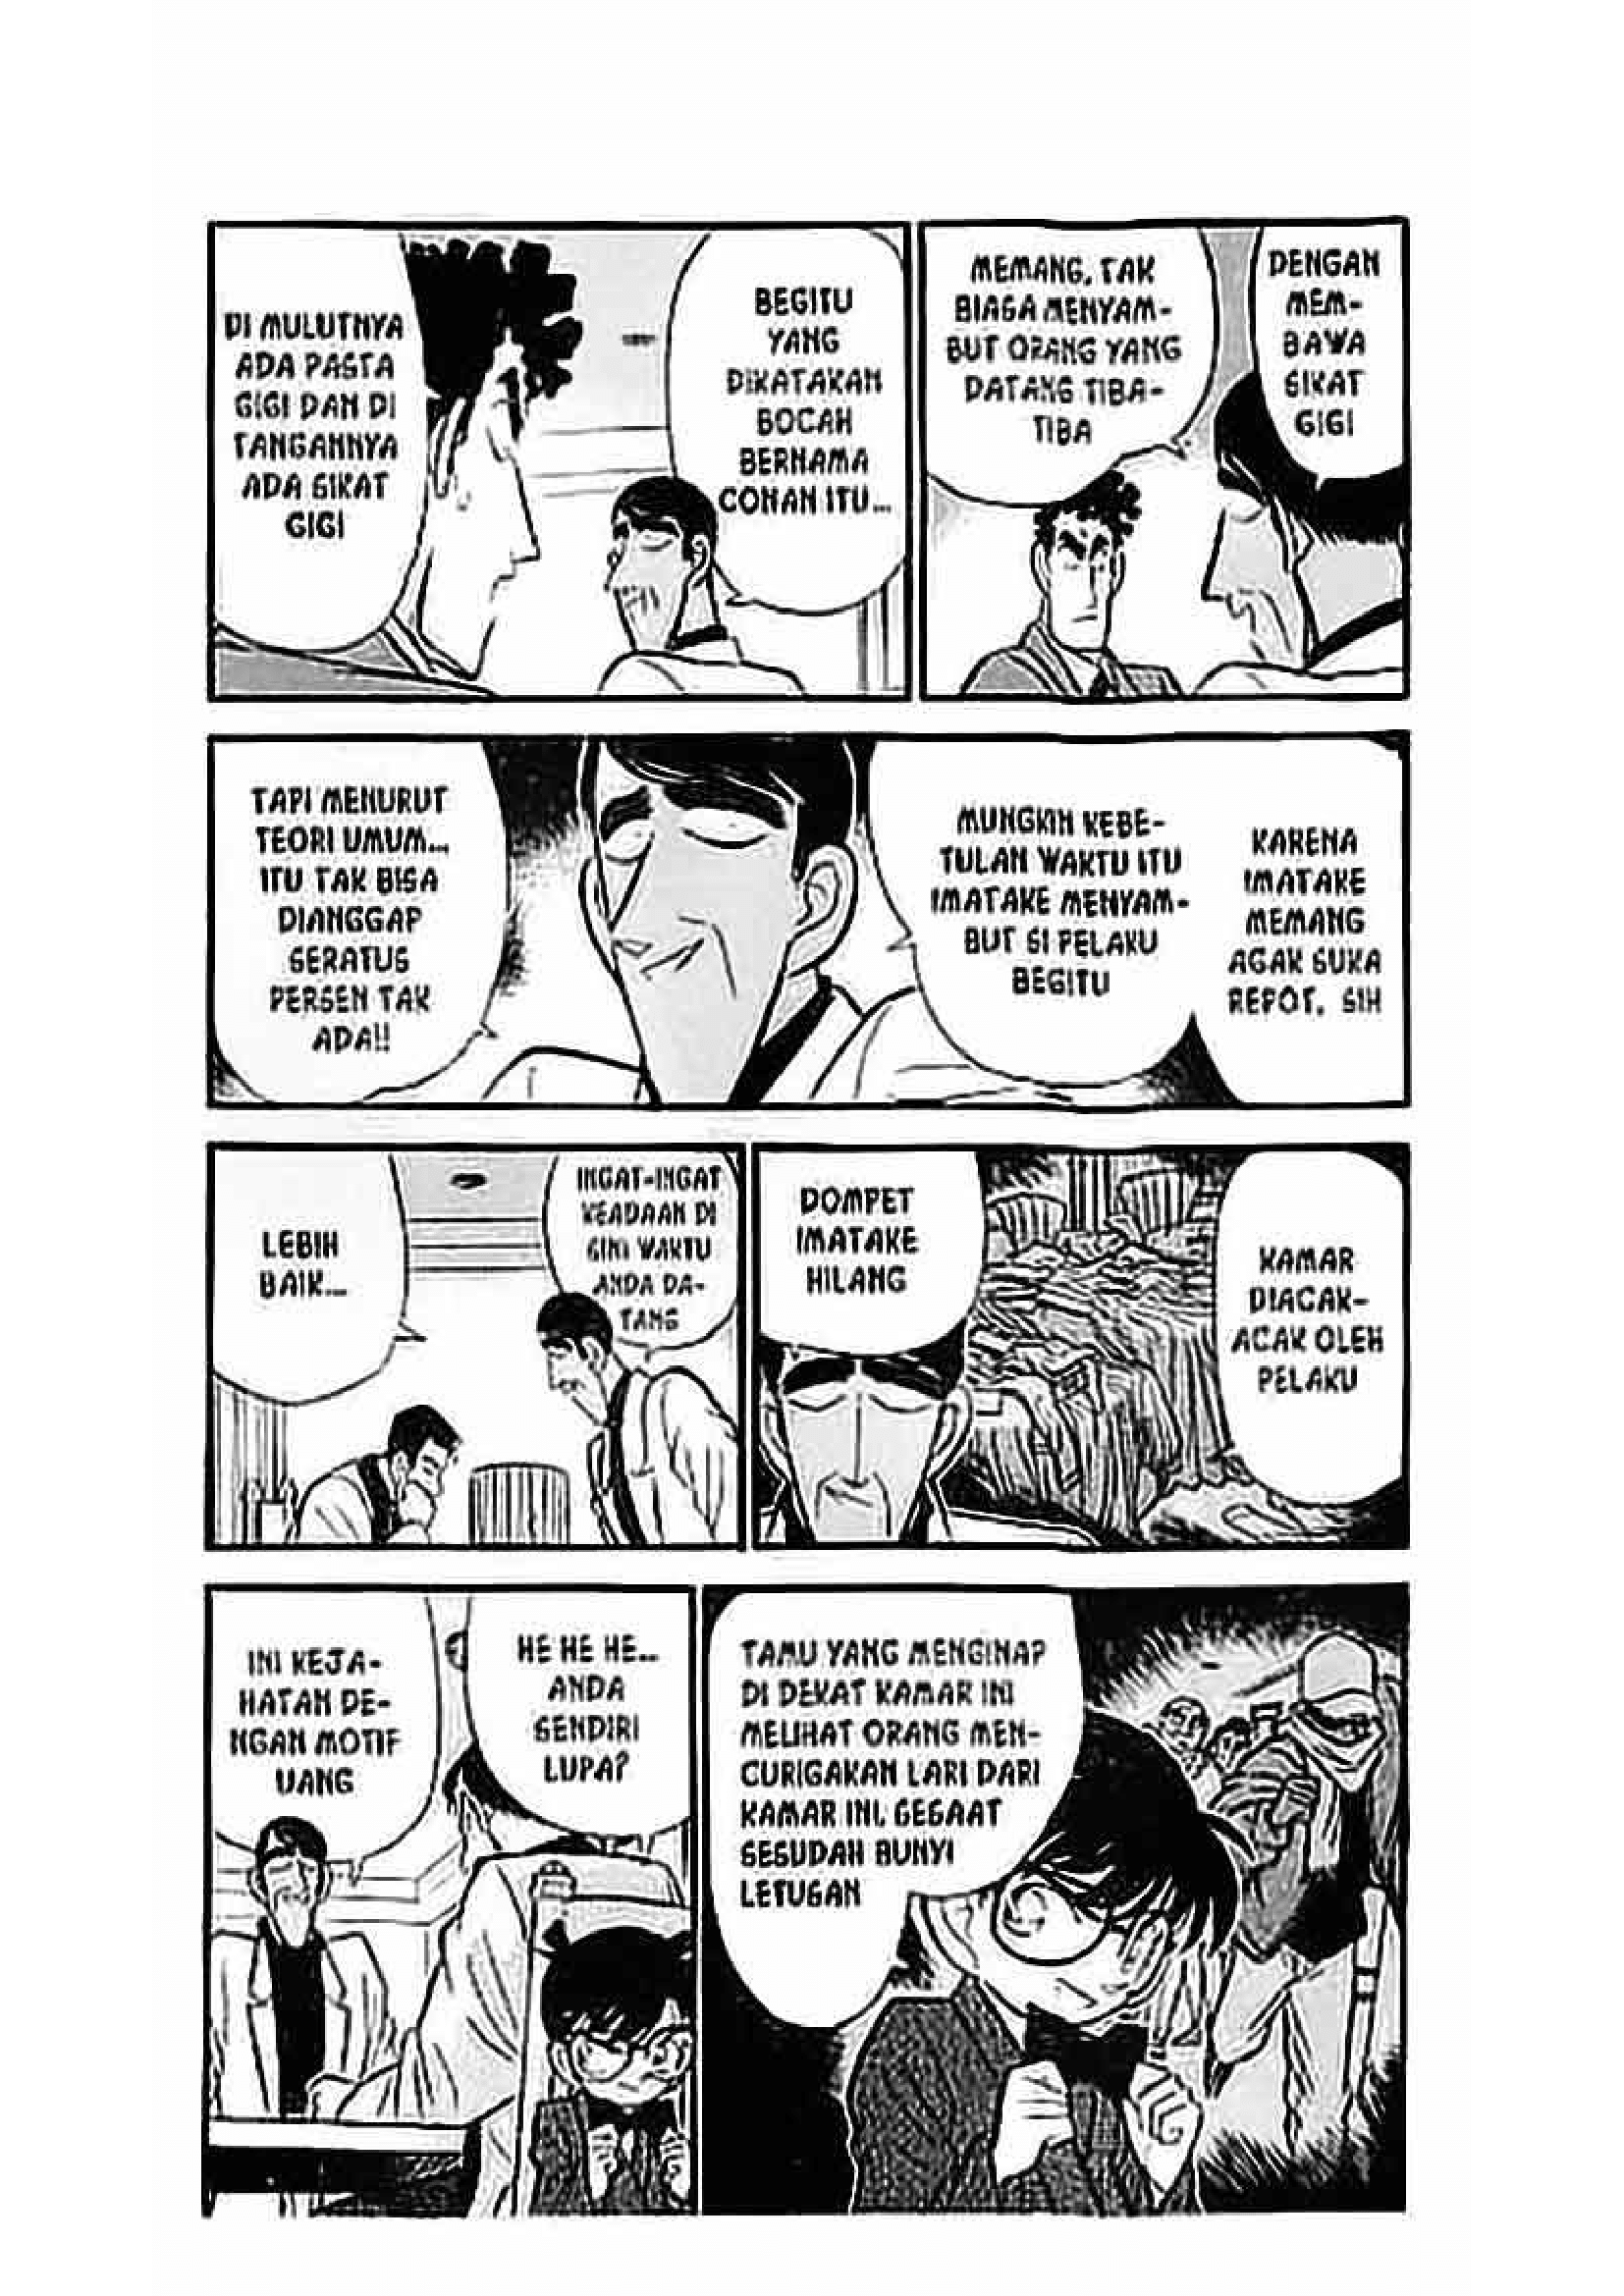 DENGAN
MEM-
BAWA
SIKAT
GIGI
MEMANG, TAK
BIASA MENYAM-
BUT ORANG YANG
DATANG TIBA-
TIBA
BEGITU
YANG
DIKATAKAN
BOCAH
BERNAMA
CONAN ITU...
DI MULUTNYA
ADA PASTA
GIGI DAN DI
TANGANNYA
ADA SIKAT
GIGI
KARENA
IMATAKE
MEMANG
AGAK SUKA
REPOT, SIH
MUNGKIN KEBE-
TULAN WAKTU ITU
IMATAKE MENYAM-
BUT SI PELAKU
BEGITU
TAPI MENURUT
TEORI UMUM...
ITU TAK BISA
DIANGGAP
SERATUS
PERSEN TAK
ADA!!
KAMAR
DIACAK-
ACAK OLEH
PELAKU
DOMPET
IMATAKE
HILANG
INGAT-INGAT
KEADAAN DI
SINI WAKTU
ANDA DA-
TANG
LEBIH
BAIK...
TAMU YANG MENGINAP
DI DEKAT KAMAR INI
MELIHAT ORANG MEN-
CURIGAKAN LARI DARI
KAMAR INI, SESAAT
SESUDAH BUNYI
LETUSAN
HE HE HE...
ANDA
SENDIRI
LUPA?
INI KEJA-
HATAN DE-
NGAN MOTIF
UANG